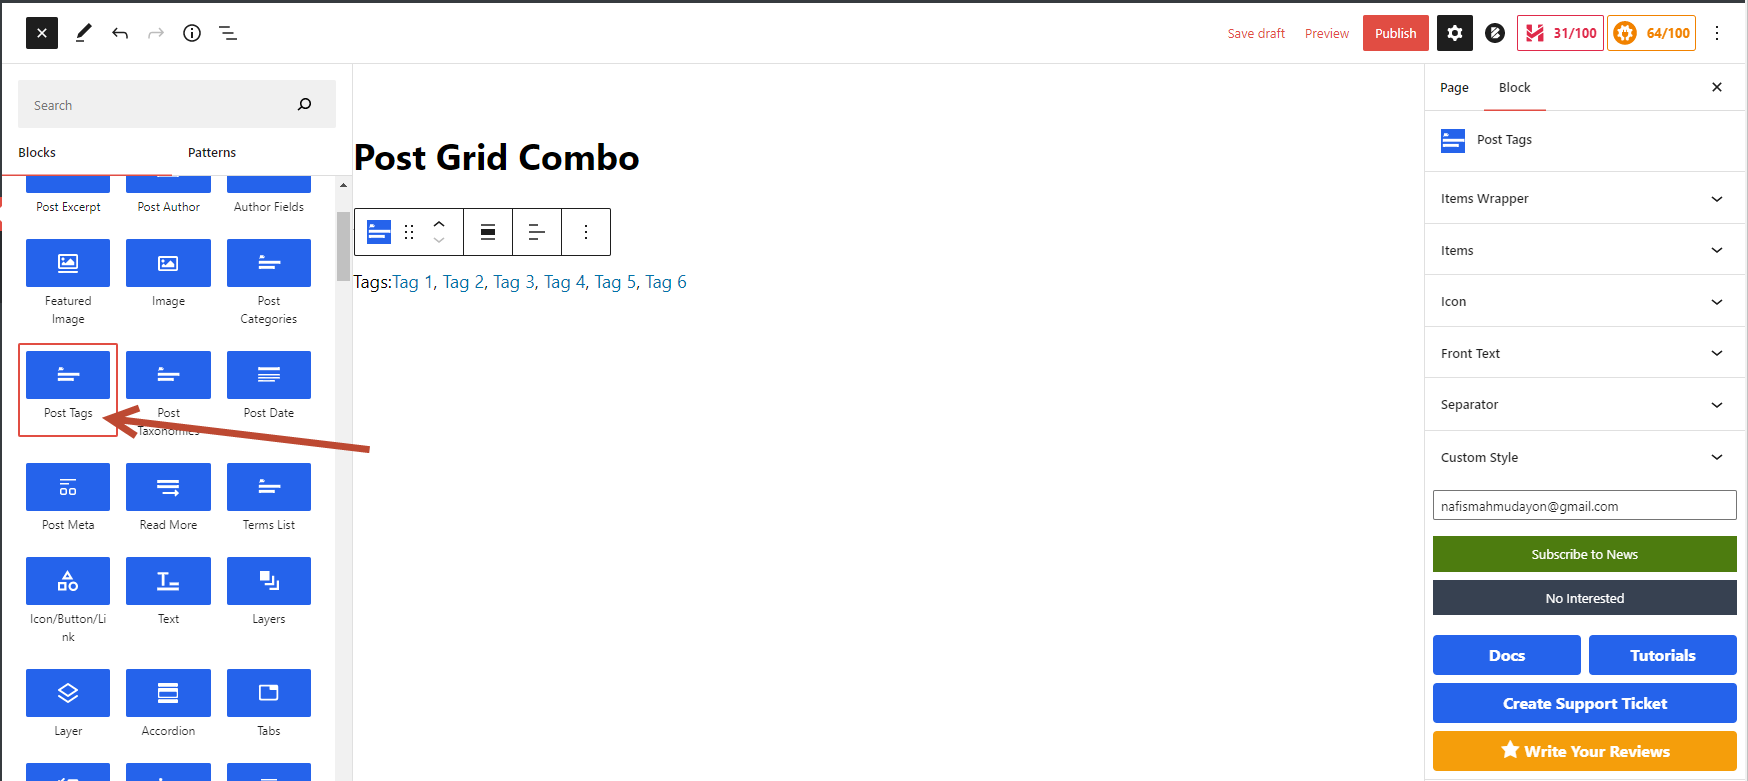 Save draft
Preview
Publish
31/100
64/100
Search
Blocks
Patterns
Post Excerpt
Post Author
Author Fields
Featured
Image
Image
Post
Categories
Post Tags
Post
Taxonomies
Post Date
Post Meta
Read More
Terms List
Icon/Button/Li
nk
Text
Layers
Layer
Accordion
Tabs
Post Grid Combo
Tags:Tag 1, Tag 2, Tag 3, Tag 4, Tag 5, Tag 6
Page
Block
Post Tags
Items Wrapper
Items
Icon
Front Text
Separator
Custom Style
nafismahmudayon@gmail.com
Subscribe to News
No Interested
Docs
Tutorials
Create Support Ticket
Write Your Reviews